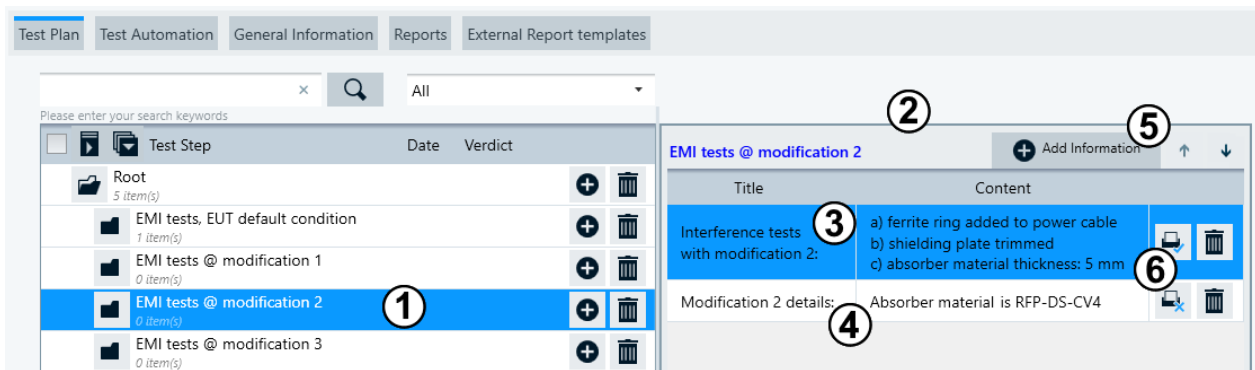 Test Plan Test Automation General Information Reports External Report templates
All
Please enter your search keywords
2
5
Test Step Date Verdict
EMI tests @ modification 2 Add Information
Title Content
Root
5 item(s)
EMI tests, EUT default condition
1 item(s)
EMI tests @ modification 1
0 item(s)
EMI tests @ modification 2
0 item(s)
1
EMI tests @ modification 3
0 item(s)
Interference tests
with modification 2:
3
a) ferrite ring added to power cable
b) shielding plate trimmed
c) absorber material thickness: 5 mm
6
Modification 2 details: Absorber material is RFP-DS-CV4
4